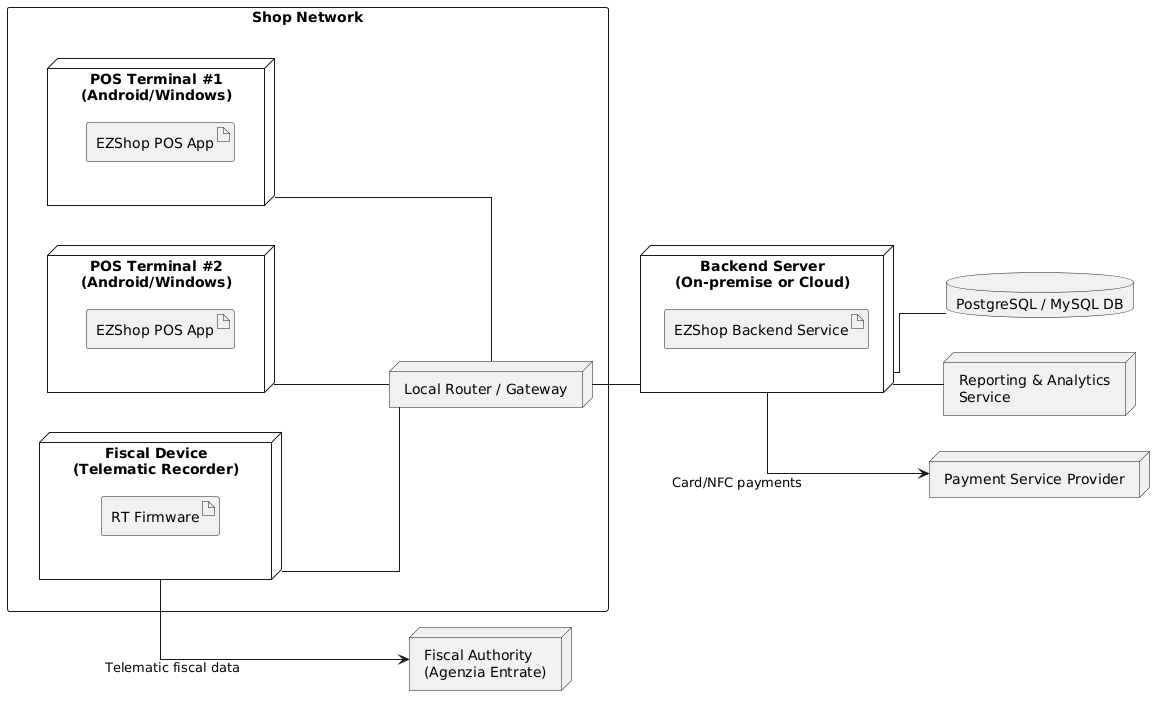 Shop Network
POS Terminal #1
(Android/Windows)
EZShop POS App
POS Terminal #2
(Android/Windows)
EZShop POS App
Fiscal Device
(Telematic Recorder)
RT Firmware
Local Router / Gateway
Backend Server
(On-premise or Cloud)
EZShop Backend Service
PostgreSQL / MySQL DB
Reporting & Analytics
Service
Card/NFC payments
Payment Service Provider
Telematic fiscal data
Fiscal Authority
(Agenzia Entrate)